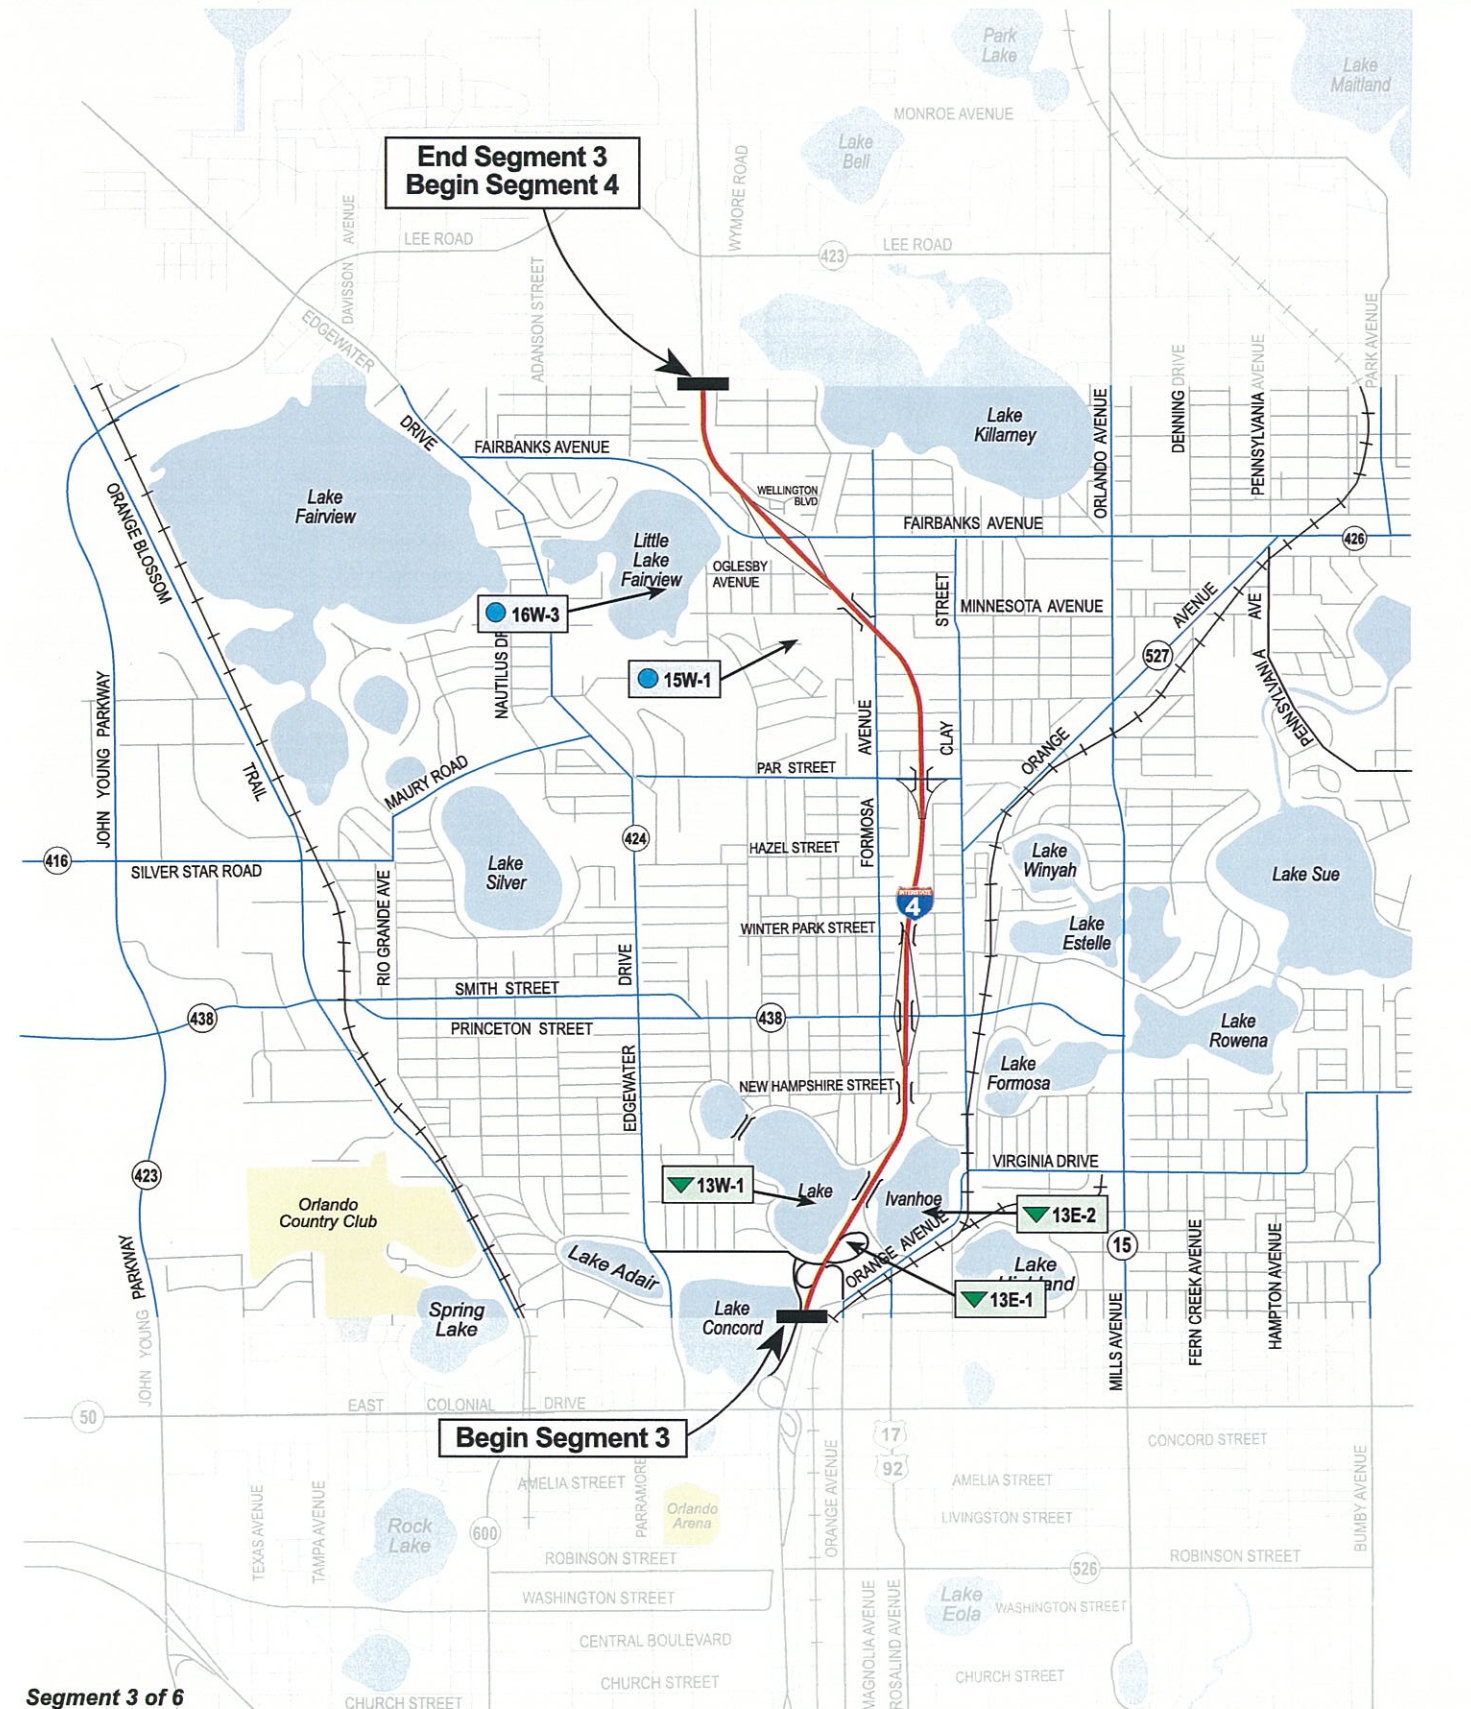 Park
Lake
Lake
Maitland
MONROE AVENUE
Lake
Bell
End Segment 3
Begin Segment 4
WYMORE ROAD
DAVISSON AVENUE
LEE ROAD
423
LEE ROAD
ADANSON STREET
EDGEWATER
DRIVE
PARK AVENUE
DENNING DRIVE
PENNSYLVANIA AVENUE
ORLANDO AVENUE
Lake
Killarney
FAIRBANKS AVENUE
WELLINGTON
BLVD
Lake
Fairview
ORANGE BLOSSOM
TRAIL
FAIRBANKS AVENUE
426
Little
Lake
Fairview
OGLESBY
AVENUE
16W-3
NAUTILUS DR
STREET
CLAY
MINNESOTA AVENUE
AVENUE
ORANGE
527
AVE
PENNSYLVANIA
15W-1
JOHN YOUNG PARKWAY
AVENUE
FORMOSA
PAR STREET
MAURY ROAD
424
HAZEL STREET
Lake
Silver
Lake
Winyah
Lake Sue
416
SILVER STAR ROAD
RIO GRANDE AVE
INTERSTATE
4
WINTER PARK STREET
Lake
Estelle
DRIVE
EDGEWATER
SMITH STREET
438
438
PRINCETON STREET
Lake
Rowena
Lake
Formosa
NEW HAMPSHIRE STREET
423
VIRGINIA DRIVE
13W-1
Lake
Ivanhoe
13E-2
Orlando
Country Club
ORANGE AVENUE
15
PARKWAY
JOHN YOUNG
Lake Adair
Lake
13E-1
Spring
Lake
Lake
Concord
MILLS AVENUE
FERN CREEK AVENUE
HAMPTON AVENUE
50
EAST COLONIAL DRIVE
Begin Segment 3
17
92
CONCORD STREET
AMELIA STREET
AMELIA STREET
TEXAS AVENUE
TAMPA AVENUE
PARRAMORE
Orlando
Arena
ORANGE AVENUE
LIVINGSTON STREET
BUMBY AVENUE
Rock
Lake
600
ROBINSON STREET
526
ROBINSON STREET
WASHINGTON STREET
Lake
Eola
WASHINGTON STREET
MAGNOLIA AVENUE
ROSALIND AVENUE
CENTRAL BOULEVARD
CHURCH STREET
CHURCH STREET
CHURCH STREET
Segment 3 of 6